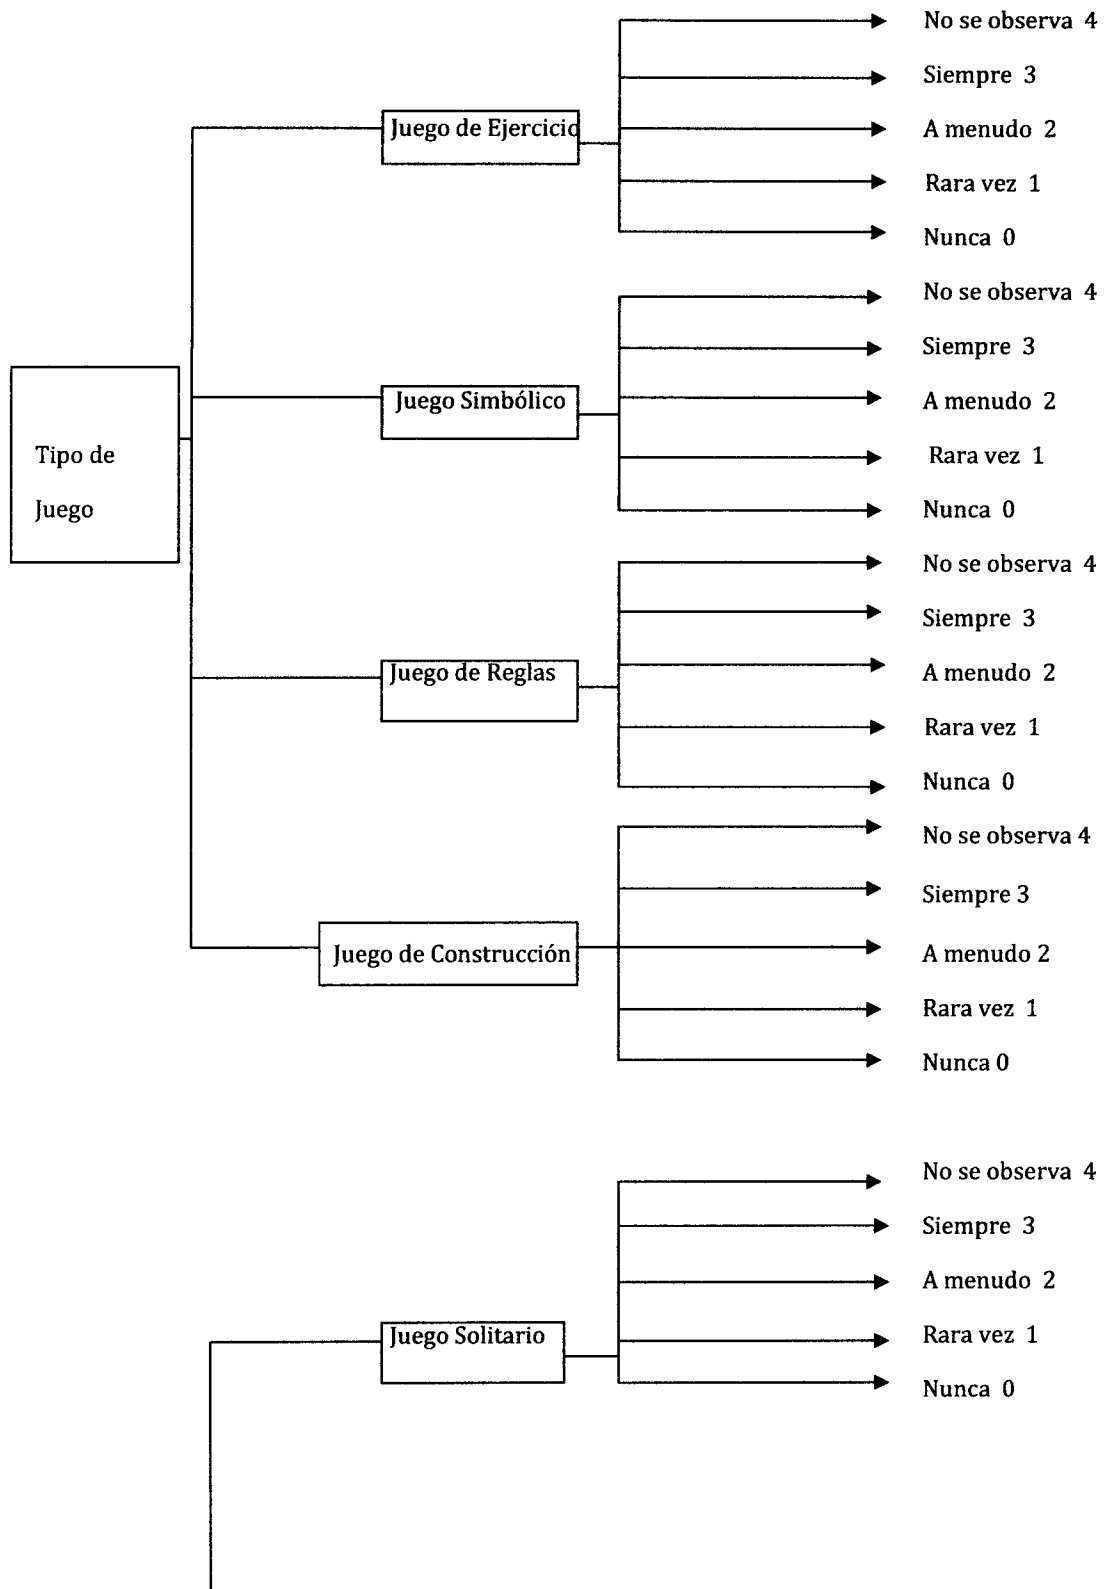 No se observa 4
Siempre 3
Juego de Ejercicio
A menudo 2
Rara vez 1
Nunca 0
No se observa 4
Siempre 3
Juego Simbólico
A menudo 2
Tipo de
Juego
Rara vez 1
Nunca 0
No se observa 4
Siempre 3
Juego de Reglas
A menudo 2
Rara vez 1
Nunca 0
No se observa 4
Siempre 3
Juego de Construcción
A menudo 2
Rara vez 1
Nunca 0
No se observa 4
Siempre 3
A menudo 2
Juego Solitario
Rara vez 1
Nunca 0